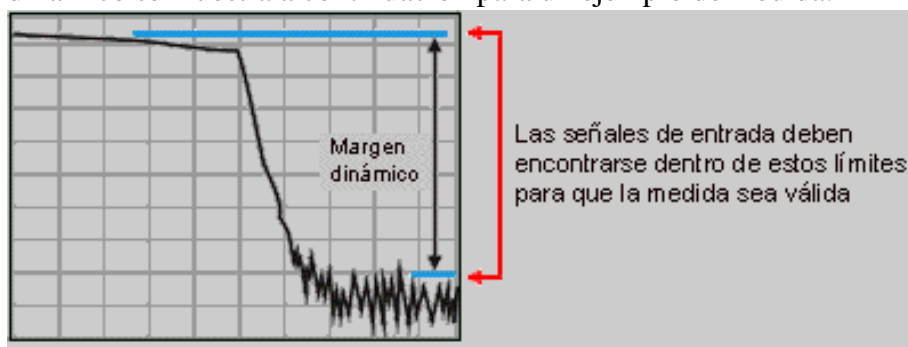 Margen
dinámico
Las señales de entrada deben
encontrarse dentro de estos límites
para que la medida sea válida